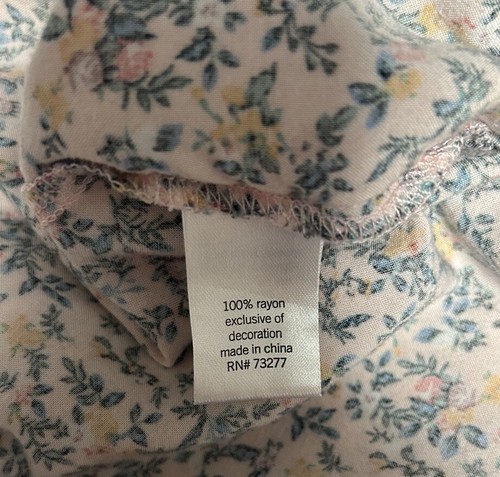 100% rayon
exclusive of
decoration
made in china
RN# 73277